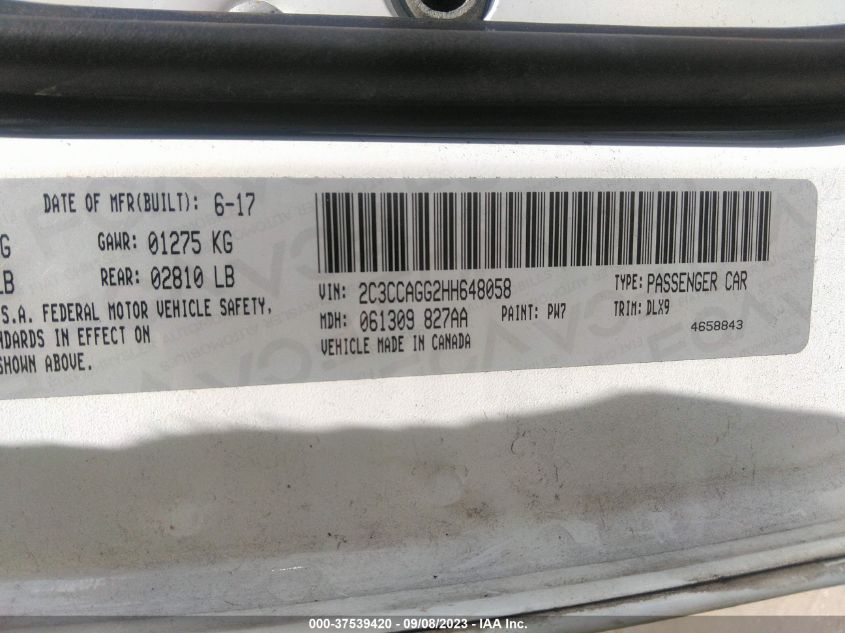 DATE OF MFR(BUILT): 6-17
G GAWR: 01275 KG
LB REAR: 02810 LB
S.A. FEDERAL MOTOR VEHICLE SAFETY,
NDARDS IN EFFECT ON
SHOWN ABOVE.
VIN: 2C3CCAGG2HH648058 TYPE: PASSENGER CAR
MDH: 061309 827AA PAINT: PW7 TRIM: DLX9
VEHICLE MADE IN CANADA 4658843
000-37539420 - 09/08/2023 - IAA Inc.